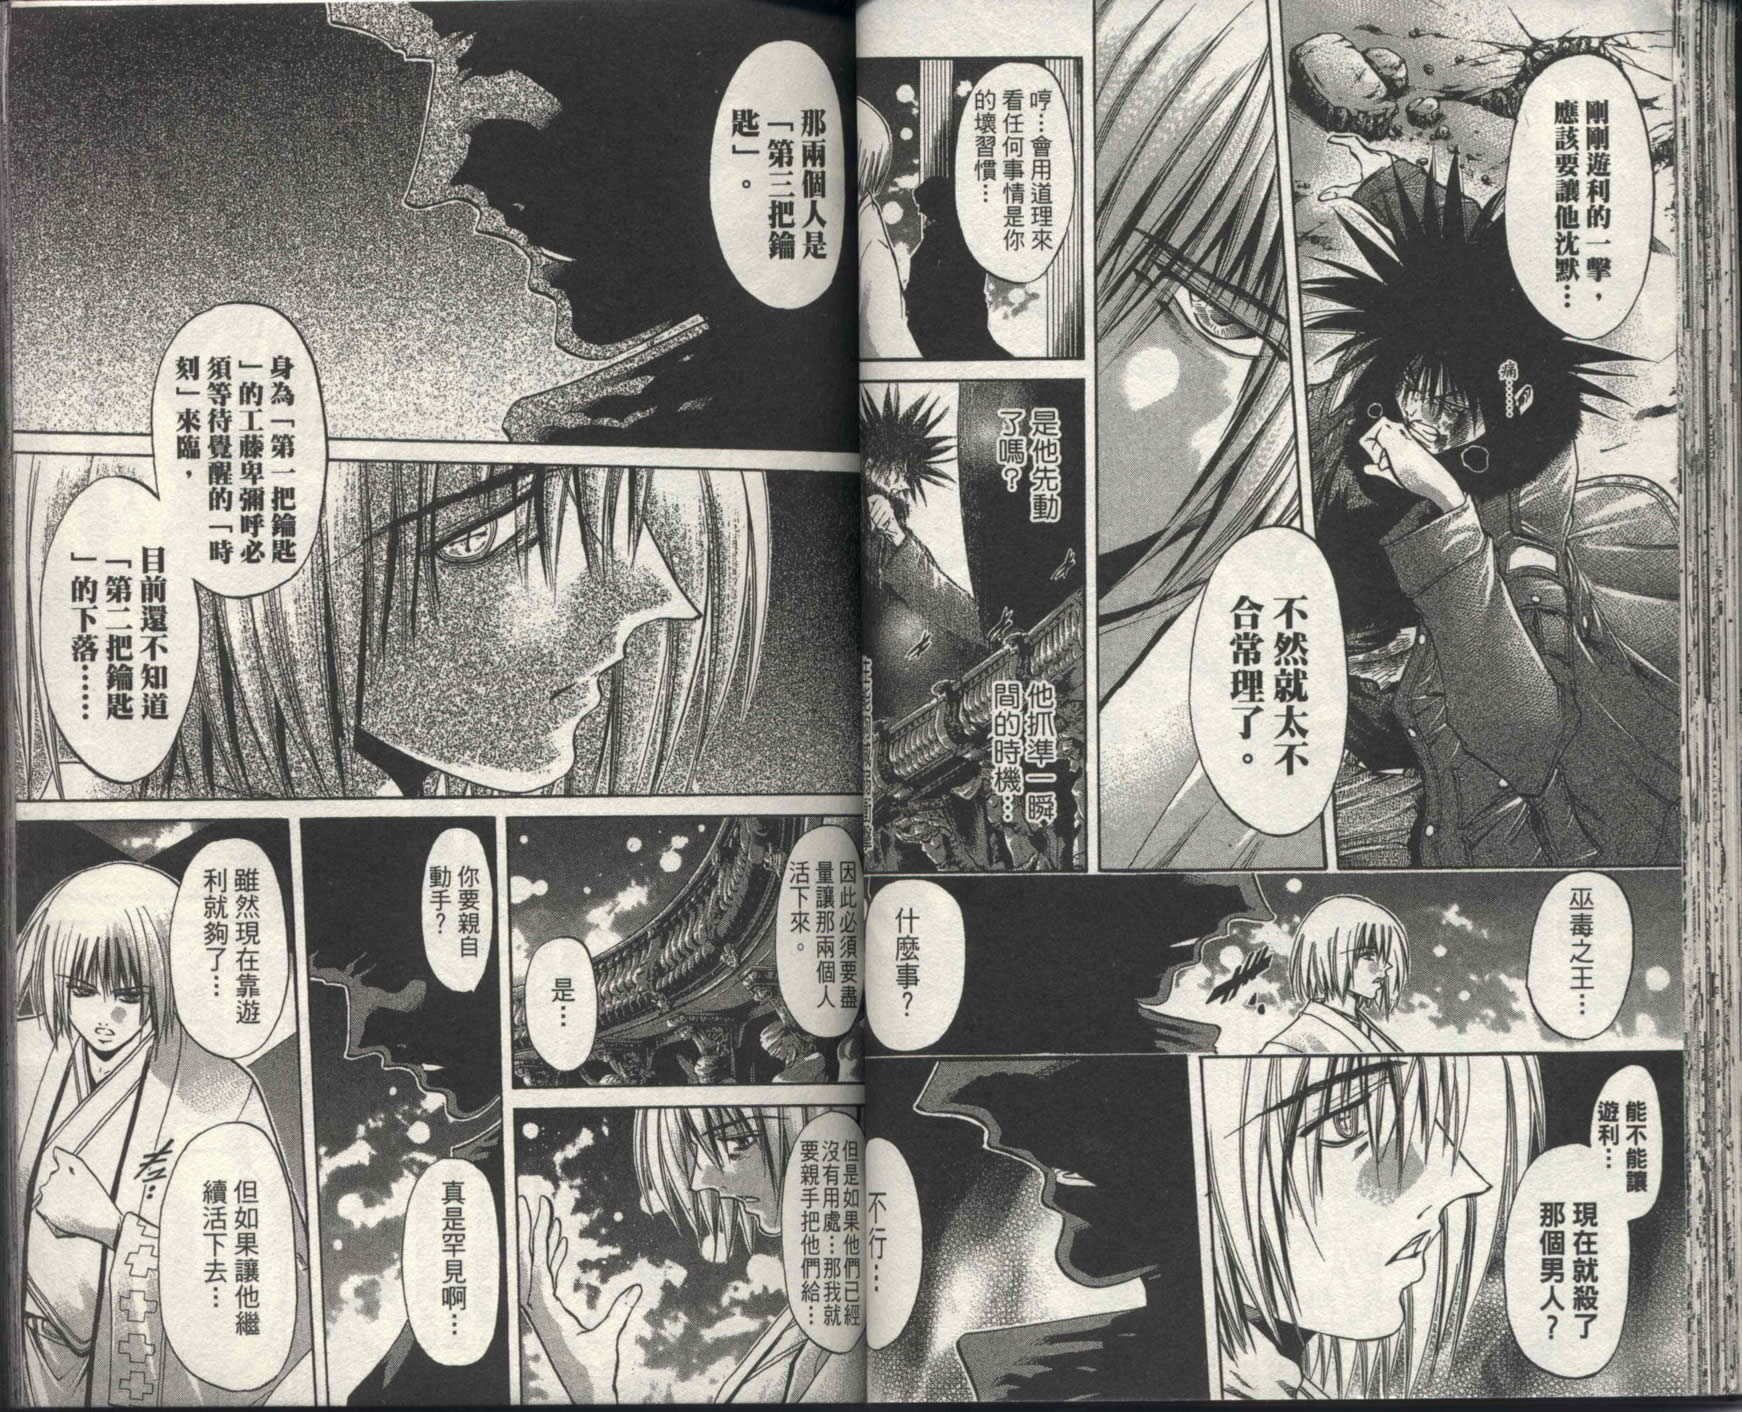 剛剛遊利的一擊，
應該要讓他沈默…
痛……
不然就太不
合常理了。
哼…會用道理來
看任何事情是你
的壞習慣…
是他先動
了嗎？
他抓準一瞬
間的時機…
巫毒之王…
什麼事？
能不能讓
遊利…
現在就殺了
那個男人？
不行…
那兩個人是
「第三把鑰
匙」。
身為「第一把鑰匙
」的工藤卑彌呼必
須等待覺醒的「時
刻」來臨，
目前還不知道
「第二把鑰匙
」的下落……
因此必須要盡
量讓那兩個人
活下來。
是…
你要親自
動手？
雖然現在靠遊
利就夠了…
但是如果他們已經
沒有用處…那我就
要親手把他們給…
真是罕見啊…
但如果讓他繼
續活下去…